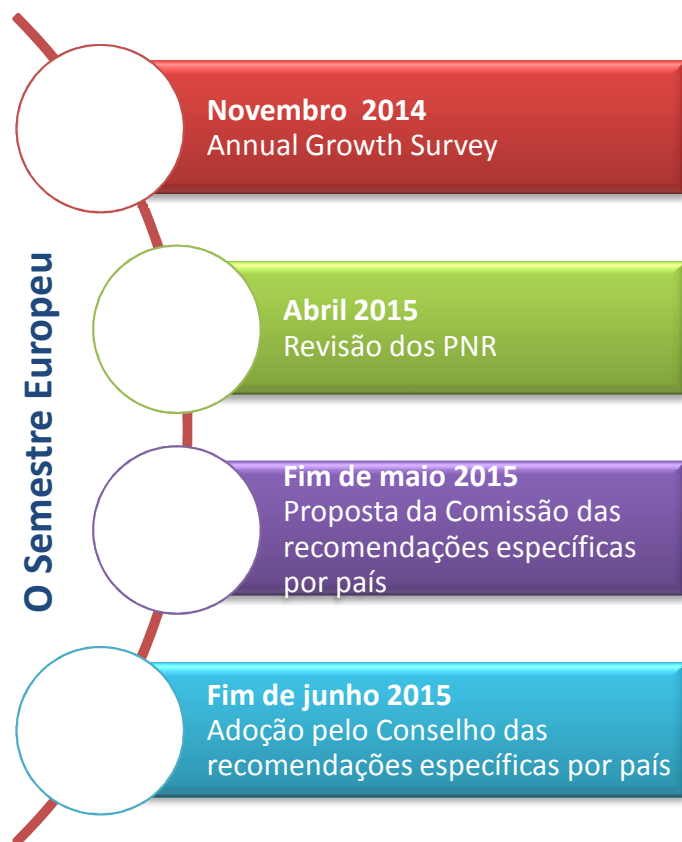 O Semestre Europeu
Novembro 2014
Annual Growth Survey
Abril 2015
Revisão dos PNR
Fim de maio 2015
Proposta da Comissão das
recomendações específicas
por país
Fim de junho 2015
Adoção pelo Conselho das
recomendações específicas por país